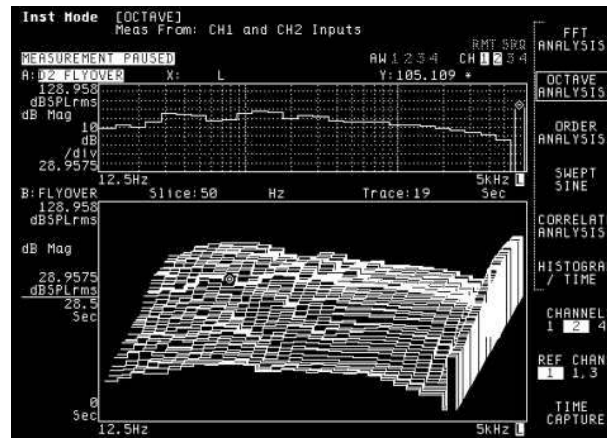 Inst Mode [OCTAVE]
Meas From: CH1 and CH2 Inputs
RMT SRQ
MEASUREMENT PAUSED AW 1 2 3 4 CH 1 2 3 4
A: D2 FLYOVER X: L Y:105.109 *
128.958
dBSPLrms
dB Mag
10
dB
/div
28.9575
12.5Hz 5kHz L
B:FLYOVER Slice:50 Hz Trace:19 Sec
128.958
dBSPLrms
dB Mag
28.9575
dBSPLrms
28.5
Sec
0
Sec
12.5Hz 5kHz L
FFT
ANALYSIS
OCTAVE
ANALYSIS
ORDER
ANALYSIS
SWEPT
SINE
CORRELAT
ANALYSIS
HISTOGRA
/ TIME
CHANNEL
1 2 3 4
REF CHAN
1 1,3
TIME
CAPTURE